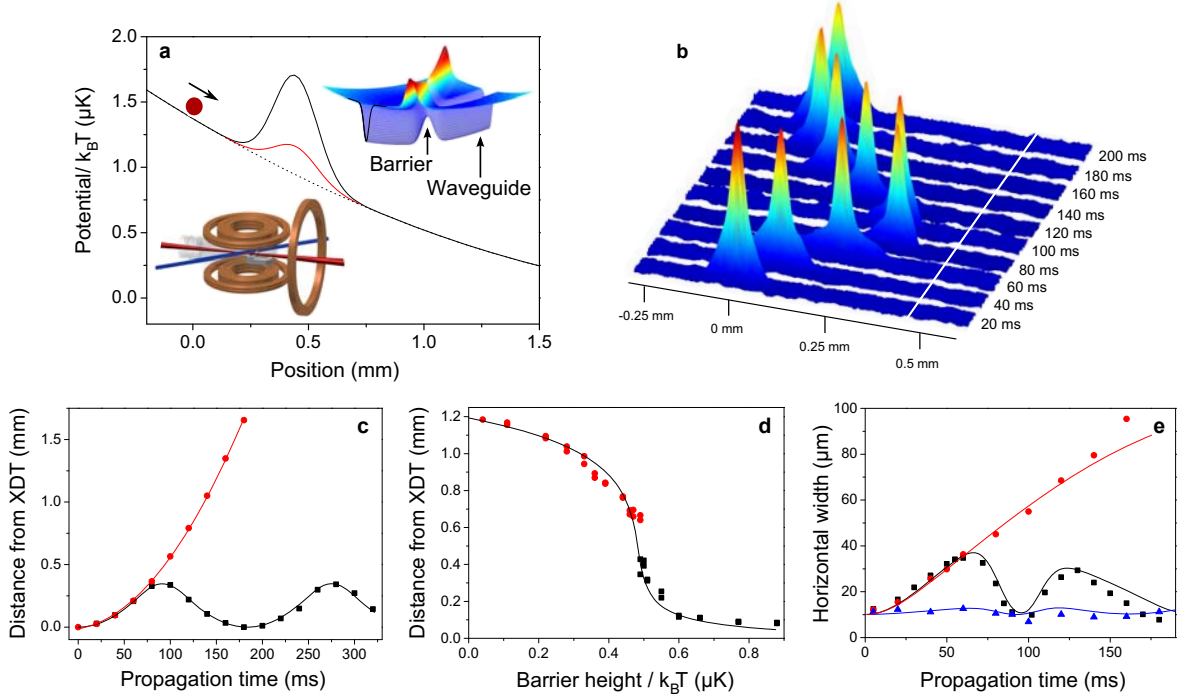 a
2.0
1.5
1.0
0.5
0.0
Potential/ k_BT (μK)
Barrier
Waveguide
0.0
0.5
1.0
1.5
Position (mm)
b
200 ms
180 ms
160 ms
140 ms
120 ms
100 ms
80 ms
60 ms
40 ms
20 ms
-0.25 mm
0 mm
0.25 mm
0.5 mm
c
1.5
1.0
0.5
0.0
Distance from XDT (mm)
0
50
100
150
200
250
300
Propagation time (ms)
d
1.2
1.0
0.8
0.6
0.4
0.2
0.0
Distance from XDT (mm)
0.0
0.2
0.4
0.6
0.8
Barrier height / k_BT (μK)
e
100
80
60
40
20
0
Horizontal width (μm)
0
50
100
150
Propagation time (ms)